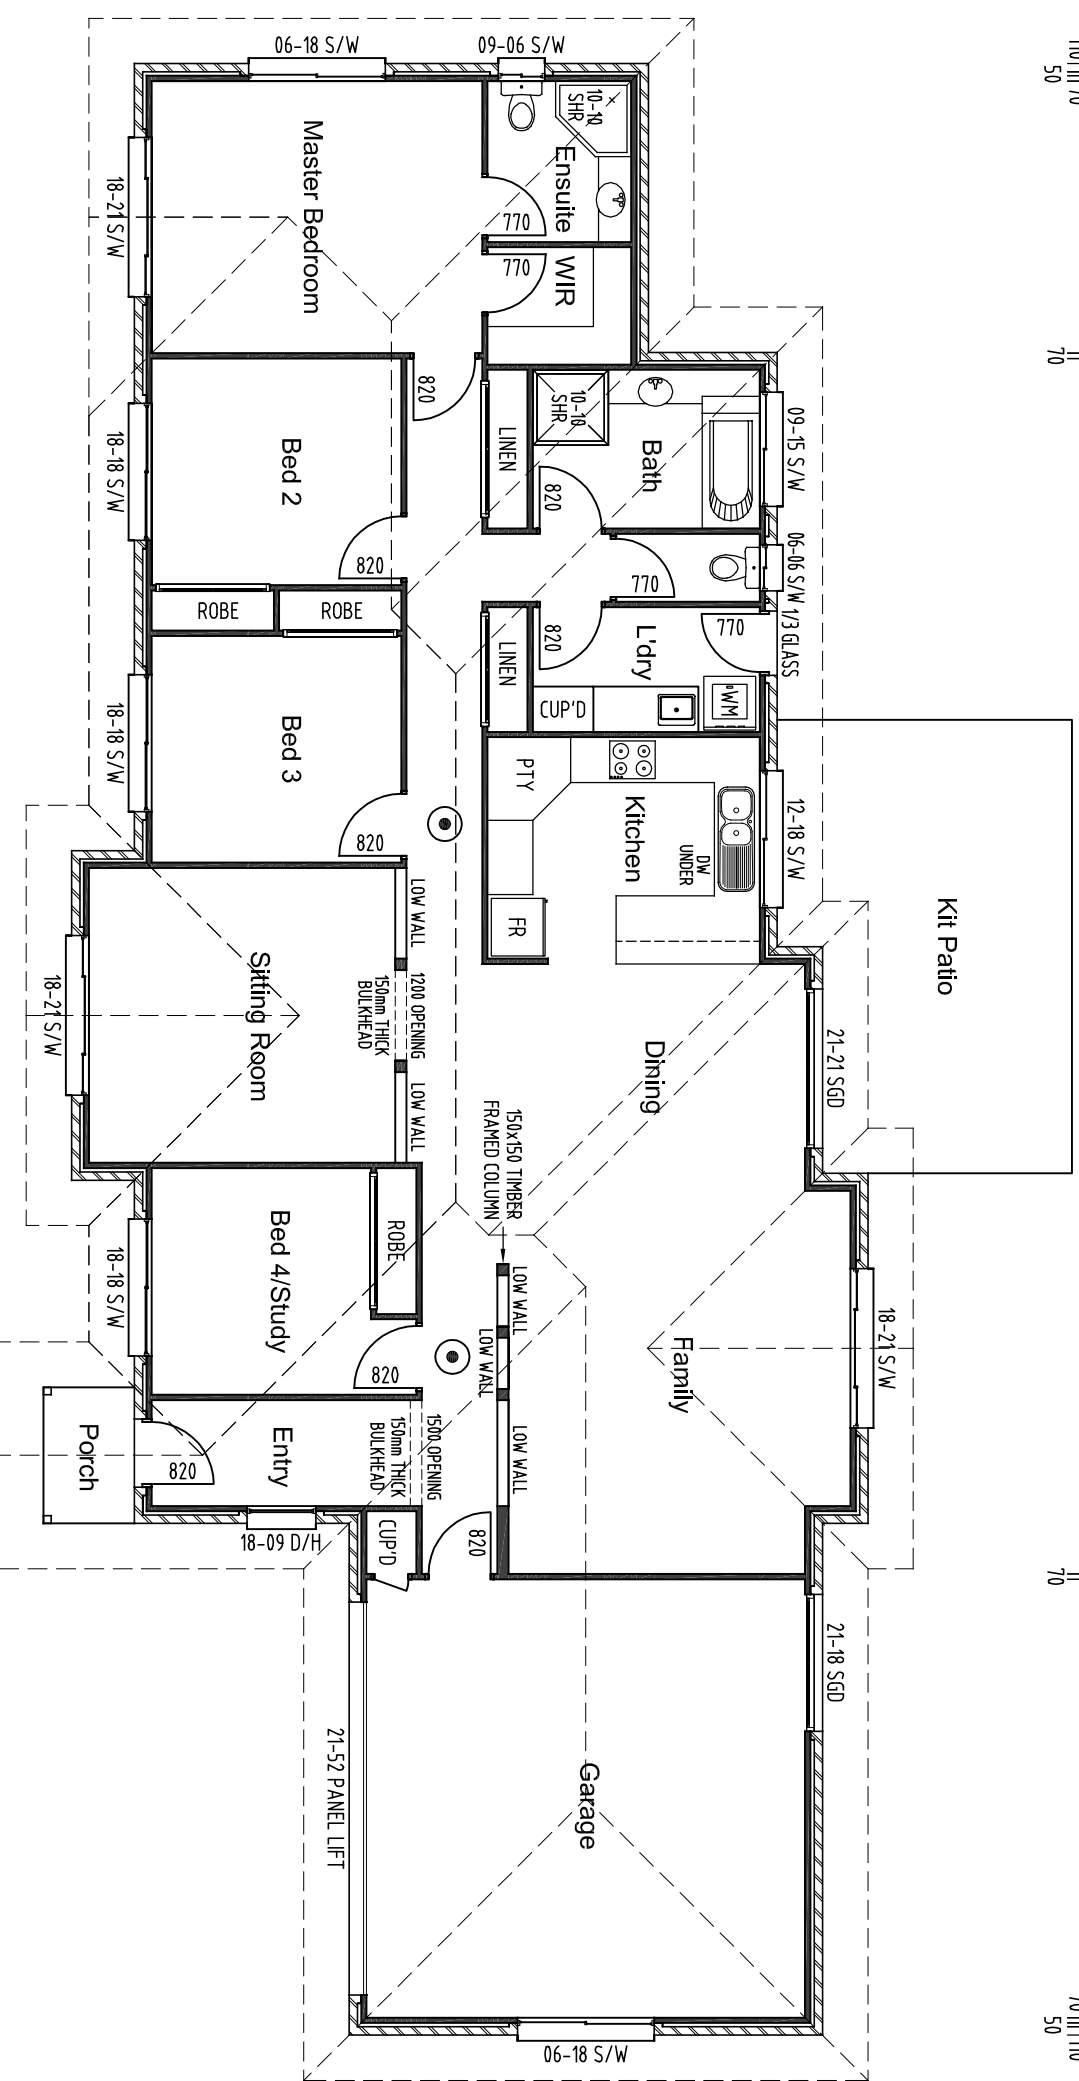 06-18 S/W
09-06 S/W
50
70
Master Bedroom
10-10
SHR
Ensuite
770
770
WIR
18-21 S/W
820
Bed 2
18-18 S/W
820
LINEN
10-10
SHR
Bath
820
09-15 S/W
06-06 S/W
770
1/3 GLASS
770
ROBE
ROBE
820
LINEN
L'dry
CUP'D
WM
Bed 3
18-18 S/W
820
PTY
Kitchen
DW
UNDER
FR
12-18 S/W
Kit Patio
LOW WALL
1200 OPENING
150mm THICK
BULKHEAD
LOW WALL
Sitting Room
18-21 S/W
Dining
21-21 SGD
150x150 TIMBER
FRAMED COLUMN
LOW WALL
LOW WALL
LOW WALL
Family
18-21 S/W
ROBE
Bed 4/Study
18-18 S/W
820
1500 OPENING
150mm THICK
BULKHEAD
Entry
820
Porch
18-09 D/H
CUP'D
820
70
21-18 SGD
Garage
21-52 PANEL LIFT
06-18 S/W
50